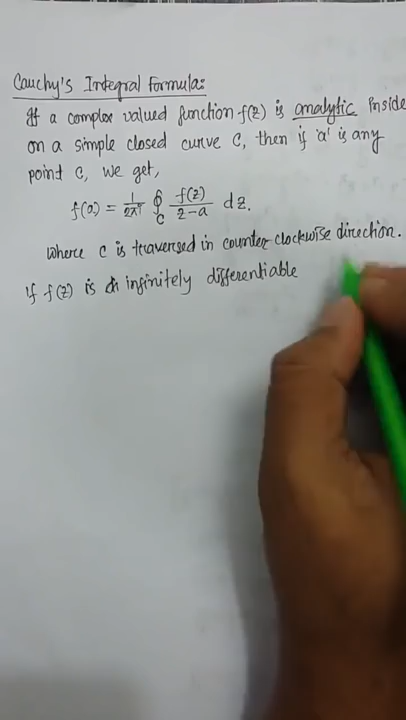 Cauchy's Integral Formula:
If a complex valued function f(z) is analytic inside
on a simple closed curve C, then if 'a' is any
point C, we get,
f(a) = 1/2πi ∮_C f(z)/z-a dz.
where C is traversed in counter clockwise direction.
if f(z) is infinitely differentiable